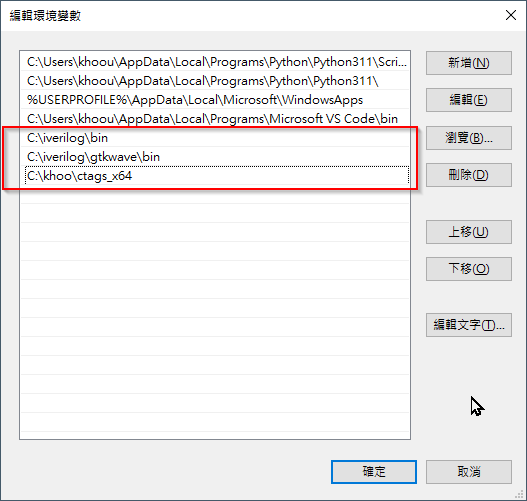 編輯環境變數
C:\Users\khoou\AppData\Local\Programs\Python\Python311\Scri...
C:\Users\khoou\AppData\Local\Programs\Python\Python311\
%USERPROFILE%\AppData\Local\Microsoft\WindowsApps
C:\Users\khoou\AppData\Local\Programs\Microsoft VS Code\bin
C:\iverilog\bin
C:\iverilog\gtkwave\bin
C:\khoo\ctags_x64
新增(N)
編輯(E)
瀏覽(B)...
刪除(D)
上移(U)
下移(O)
編輯文字(T)...
確定
取消